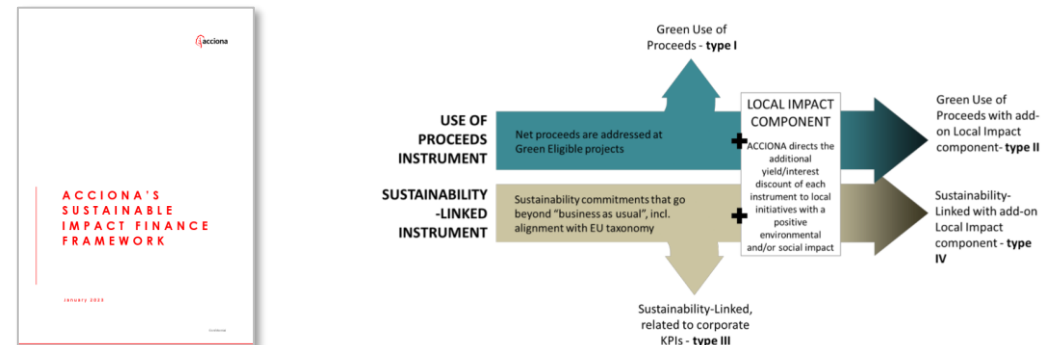 acciona
ACCIONA'S
SUSTAINABLE
IMPACT FINANCE
FRAMEWORK
January 2023
Confidential
Green Use of
Proceeds - type I
USE OF
PROCEEDS
INSTRUMENT
Net proceeds are addressed at
Green Eligible projects
SUSTAINABILITY
-LINKED
INSTRUMENT
Sustainability commitments that go
beyond "business as usual", incl.
alignment with EU taxonomy
+
+
LOCAL IMPACT
COMPONENT
ACCIONA directs the
additional
yield/interest
discount of each
instrument to local
initiatives with a
positive
environmental
and/or social impact
Green Use of
Proceeds with add-
on Local Impact
component- type II
Sustainability-
Linked with add-on
Local Impact
component - type
IV
Sustainability-Linked,
related to corporate
KPIs - type III